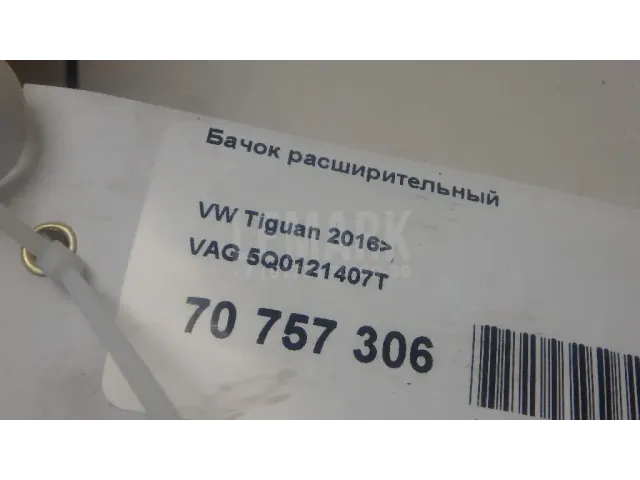 Бачок расширительный
VW Tiguan 2016>
VAG 5Q0121407T
70 757 306